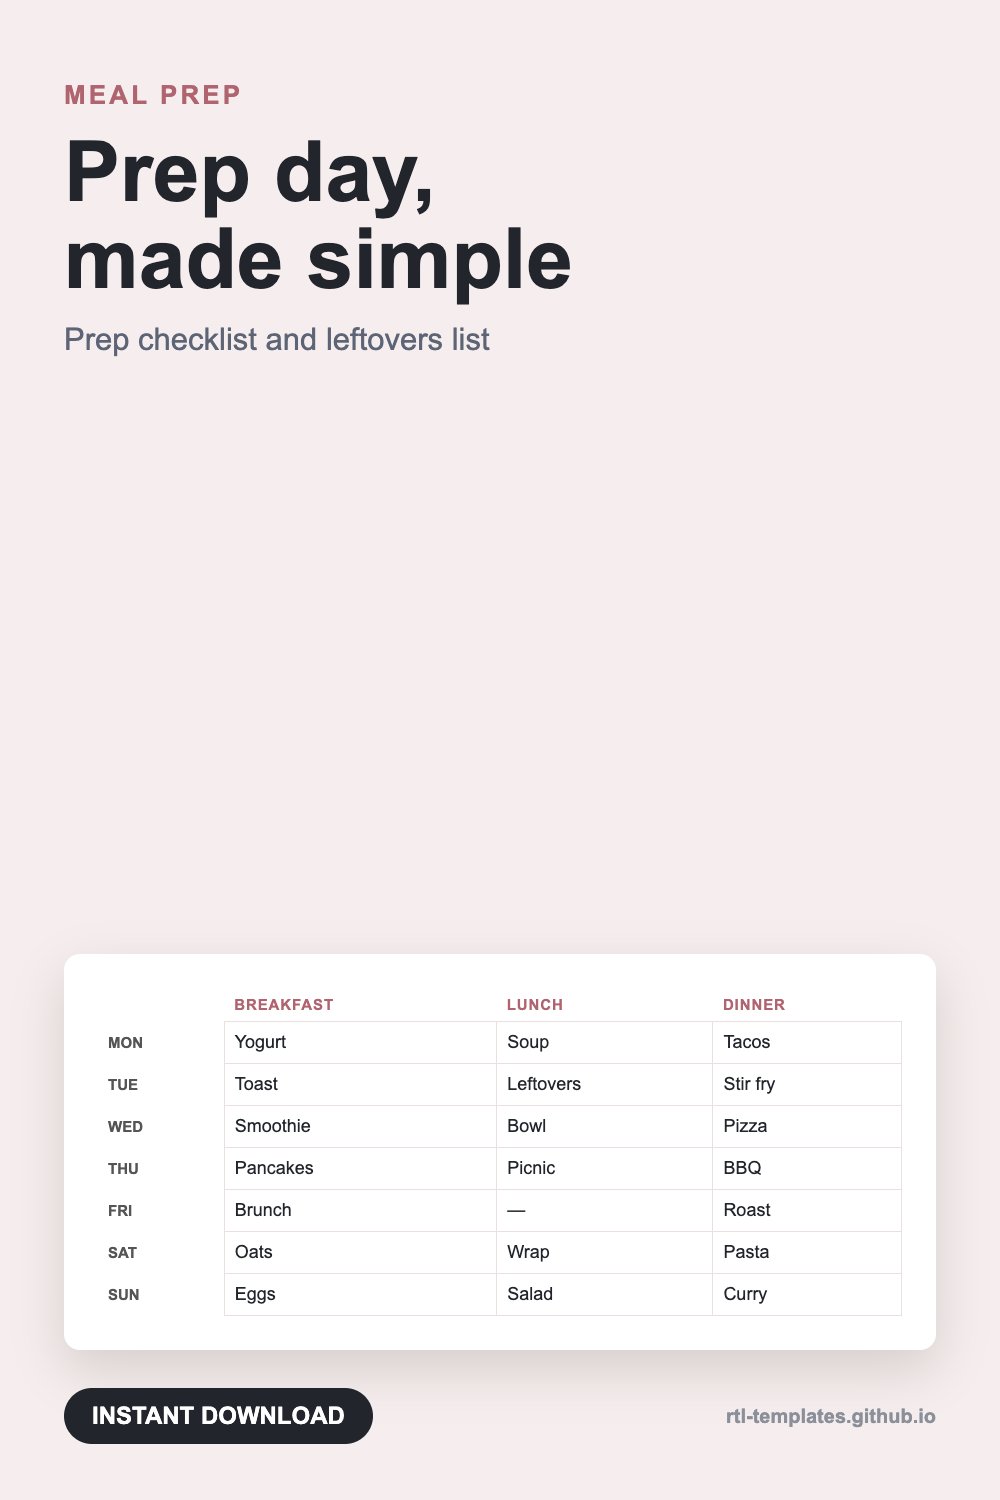 MEAL PREP
Prep day,
made simple
Prep checklist and leftovers list
BREAKFAST LUNCH DINNER
MON Yogurt Soup Tacos
TUE Toast Leftovers Stir fry
WED Smoothie Bowl Pizza
THU Pancakes Picnic BBQ
FRI Brunch — Roast
SAT Oats Wrap Pasta
SUN Eggs Salad Curry
INSTANT DOWNLOAD
rtl-templates.github.io